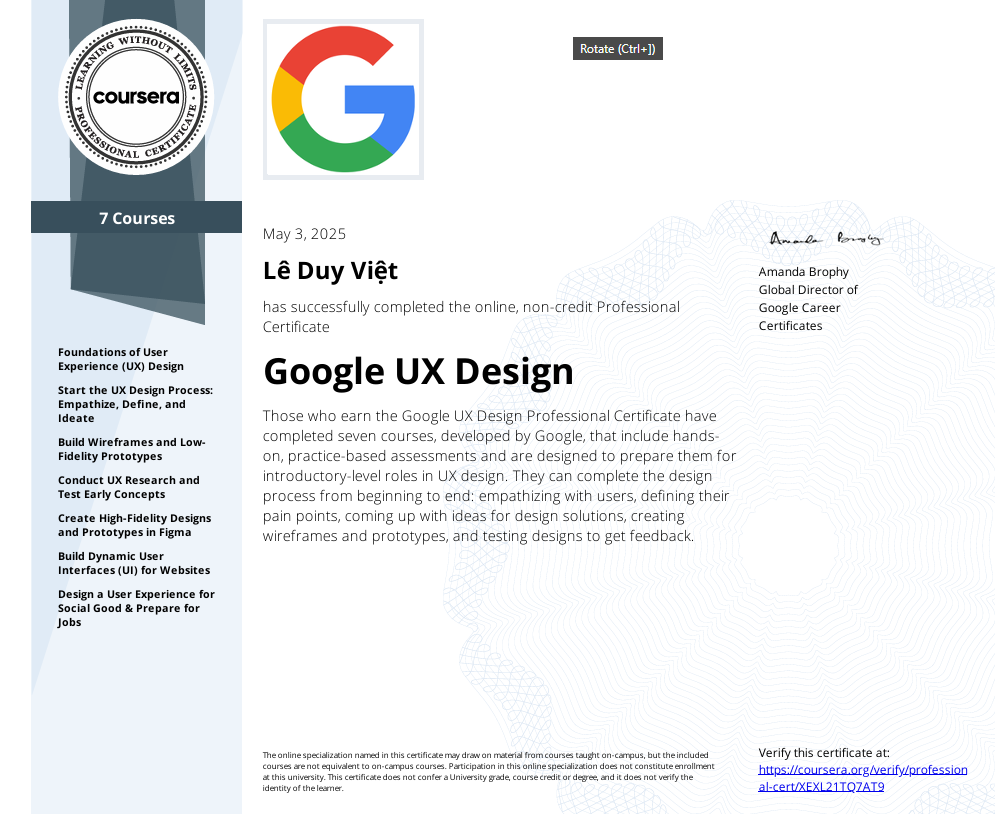 LEARNING WITHOUT LIMITS
coursera
PROFESSIONAL CERTIFICATE
7 Courses
Foundations of User
Experience (UX) Design
Start the UX Design Process:
Empathize, Define, and
Ideate
Build Wireframes and Low-
Fidelity Prototypes
Conduct UX Research and
Test Early Concepts
Create High-Fidelity Designs
and Prototypes in Figma
Build Dynamic User
Interfaces (UI) for Websites
Design a User Experience for
Social Good & Prepare for
Jobs
G
Rotate (Ctrl+])
May 3, 2025
Lê Duy Việt
has successfully completed the online, non-credit Professional
Certificate
Google UX Design
Those who earn the Google UX Design Professional Certificate have
completed seven courses, developed by Google, that include hands-
on, practice-based assessments and are designed to prepare them for
introductory-level roles in UX design. They can complete the design
process from beginning to end: empathizing with users, defining their
pain points, coming up with ideas for design solutions, creating
wireframes and prototypes, and testing designs to get feedback.
Amanda Brophy
Amanda Brophy
Global Director of
Google Career
Certificates
The online specialization named in this certificate may draw on material from courses taught on-campus, but the included
courses are not equivalent to on-campus courses. Participation in this online specialization does not constitute enrollment
at this university. This certificate does not confer a University grade, course credit or degree, and it does not verify the
identity of the learner.
Verify this certificate at:
https://coursera.org/verify/profession
al-cert/XEXL21TQ7AT9